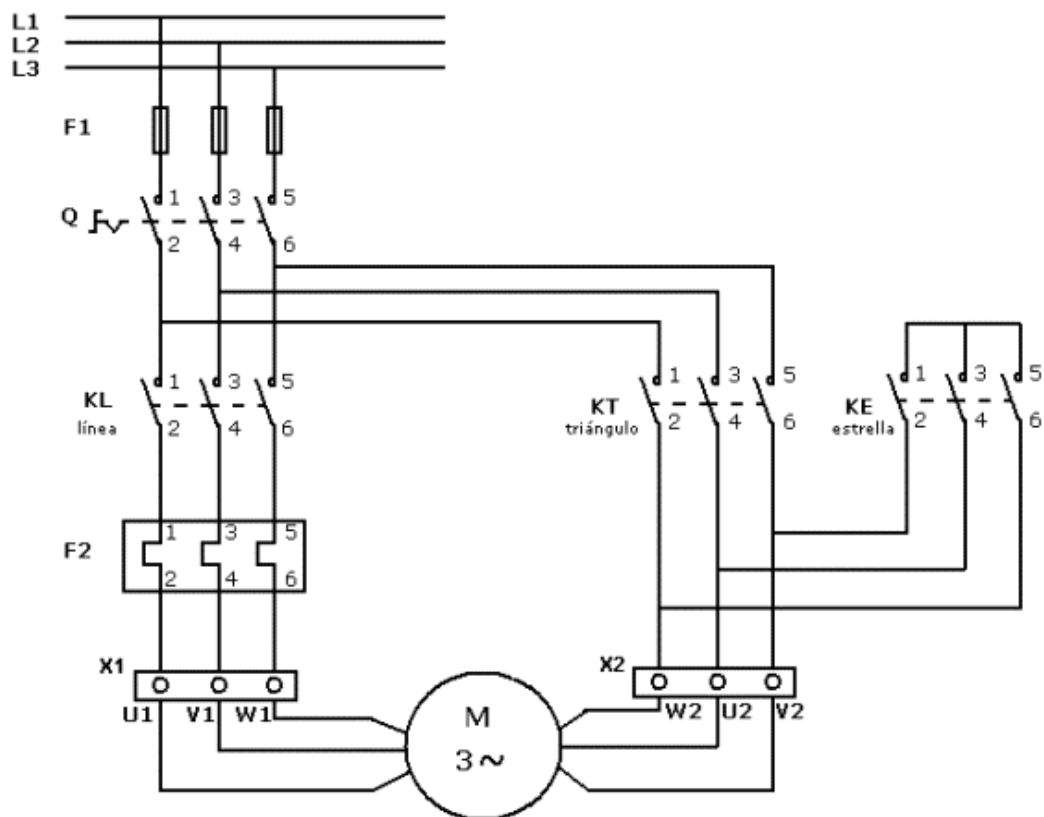 L1
L2
L3
F1
Q 1 3 5
2 4 6
KL 1 3 5
línea 2 4 6
KT 1 3 5
triángulo 2 4 6
KE 1 3 5
estrella 2 4 6
F2 1 3 5
2 4 6
X1
U1 V1 W1
X2
W2 U2 V2
M
3~